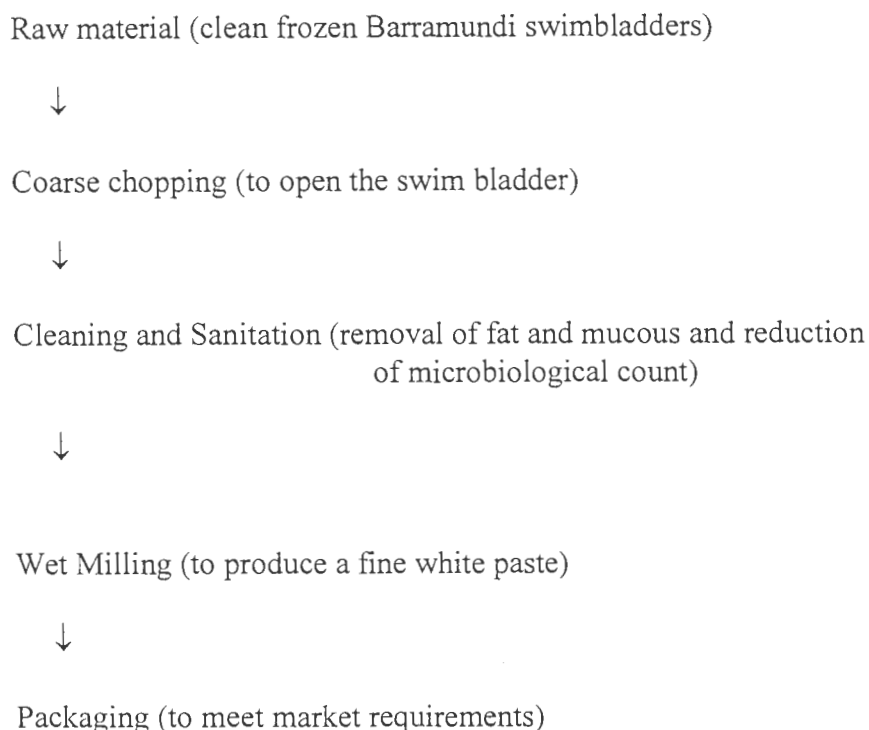 Raw material (clean frozen Barramundi swimbladders)
↓
Coarse chopping (to open the swim bladder)
↓
Cleaning and Sanitation (removal of fat and mucous and reduction
of microbiological count)
↓
Wet Milling (to produce a fine white paste)
↓
Packaging (to meet market requirements)